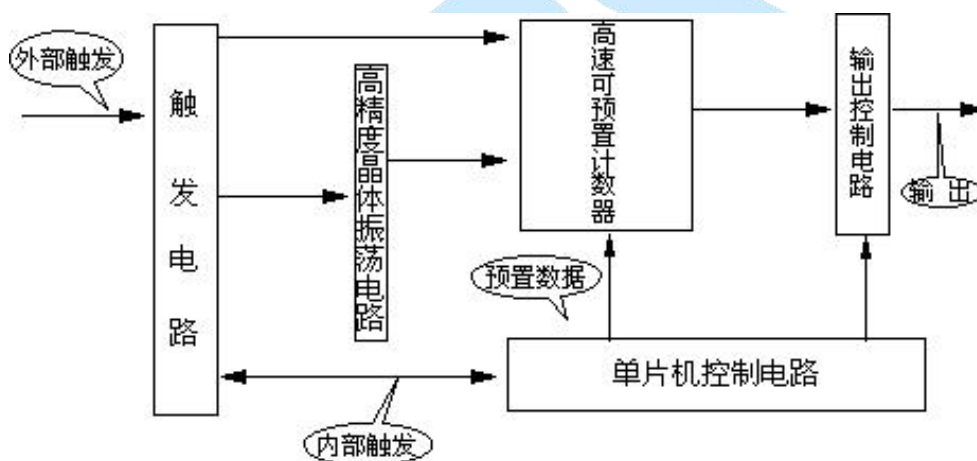 外部触发
触发电路
高精度晶体振荡电路
高速可预置计数器
输出控制电路
输出
预置数据
单片机控制电路
内部触发